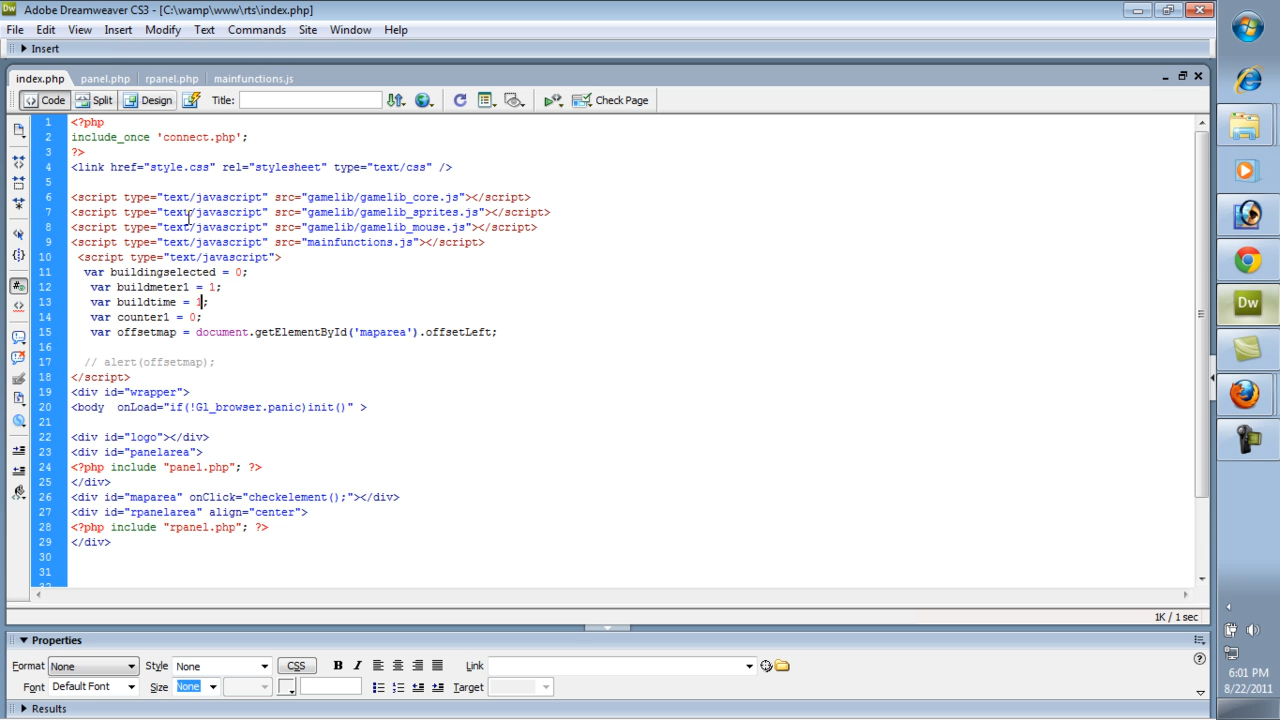 Adobe Dreamweaver CS3 - [C:\wamp\www\rts\index.php]
File Edit View Insert Modify Text Commands Site Window Help
Insert
index.php panel.php rpanel.php mainfunctions.js
Code Split Design Title: Check Page
1 <?php
2 include_once 'connect.php';
3 ?>
4 <link href="style.css" rel="stylesheet" type="text/css" />
5
6 <script type="text/javascript" src="gamelib/gamelib_core.js"></script>
7 <script type="text/javascript" src="gamelib/gamelib_sprites.js"></script>
8 <script type="text/javascript" src="gamelib/gamelib_mouse.js"></script>
9 <script type="text/javascript" src="mainfunctions.js"></script>
10 <script type="text/javascript">
11 var buildingselected = 0;
12 var buildmeter1 = 1;
13 var buildtime = 1;
14 var counter1 = 0;
15 var offsetmap = document.getElementById('maparea').offsetLeft;
16
17 // alert(offsetmap);
18 </script>
19 <div id="wrapper">
20 <body onLoad="if(!Gl_browser.panic)init()" >
21
22 <div id="logo"></div>
23 <div id="panelarea">
24 <?php include "panel.php"; ?>
25 </div>
26 <div id="maparea" onClick="checkelement();"></div>
27 <div id="rpanelarea" align="center">
28 <?php include "rpanel.php"; ?>
29 </div>
30
31
1K / 1 sec
Properties
Format None Style None CSS B I Link
Font Default Font Size None Target
Results
6:01 PM
8/22/2011